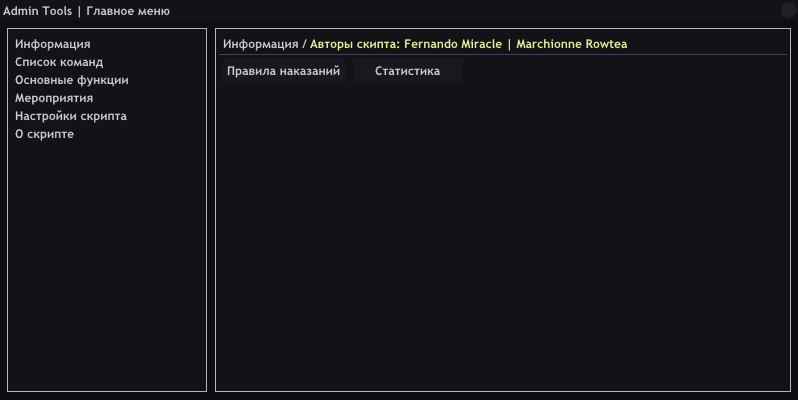 Admin Tools | Главное меню
Информация
Список команд
Основные функции
Мероприятия
Настройки скрипта
О скрипте
Информация / Авторы скипта: Fernando Miracle | Marchionne Rowtea
Правила наказаний Статистика